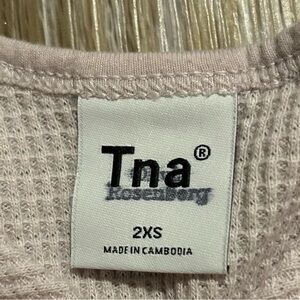 Tna®
Rosenberg
2XS
MADE IN CAMBODIA